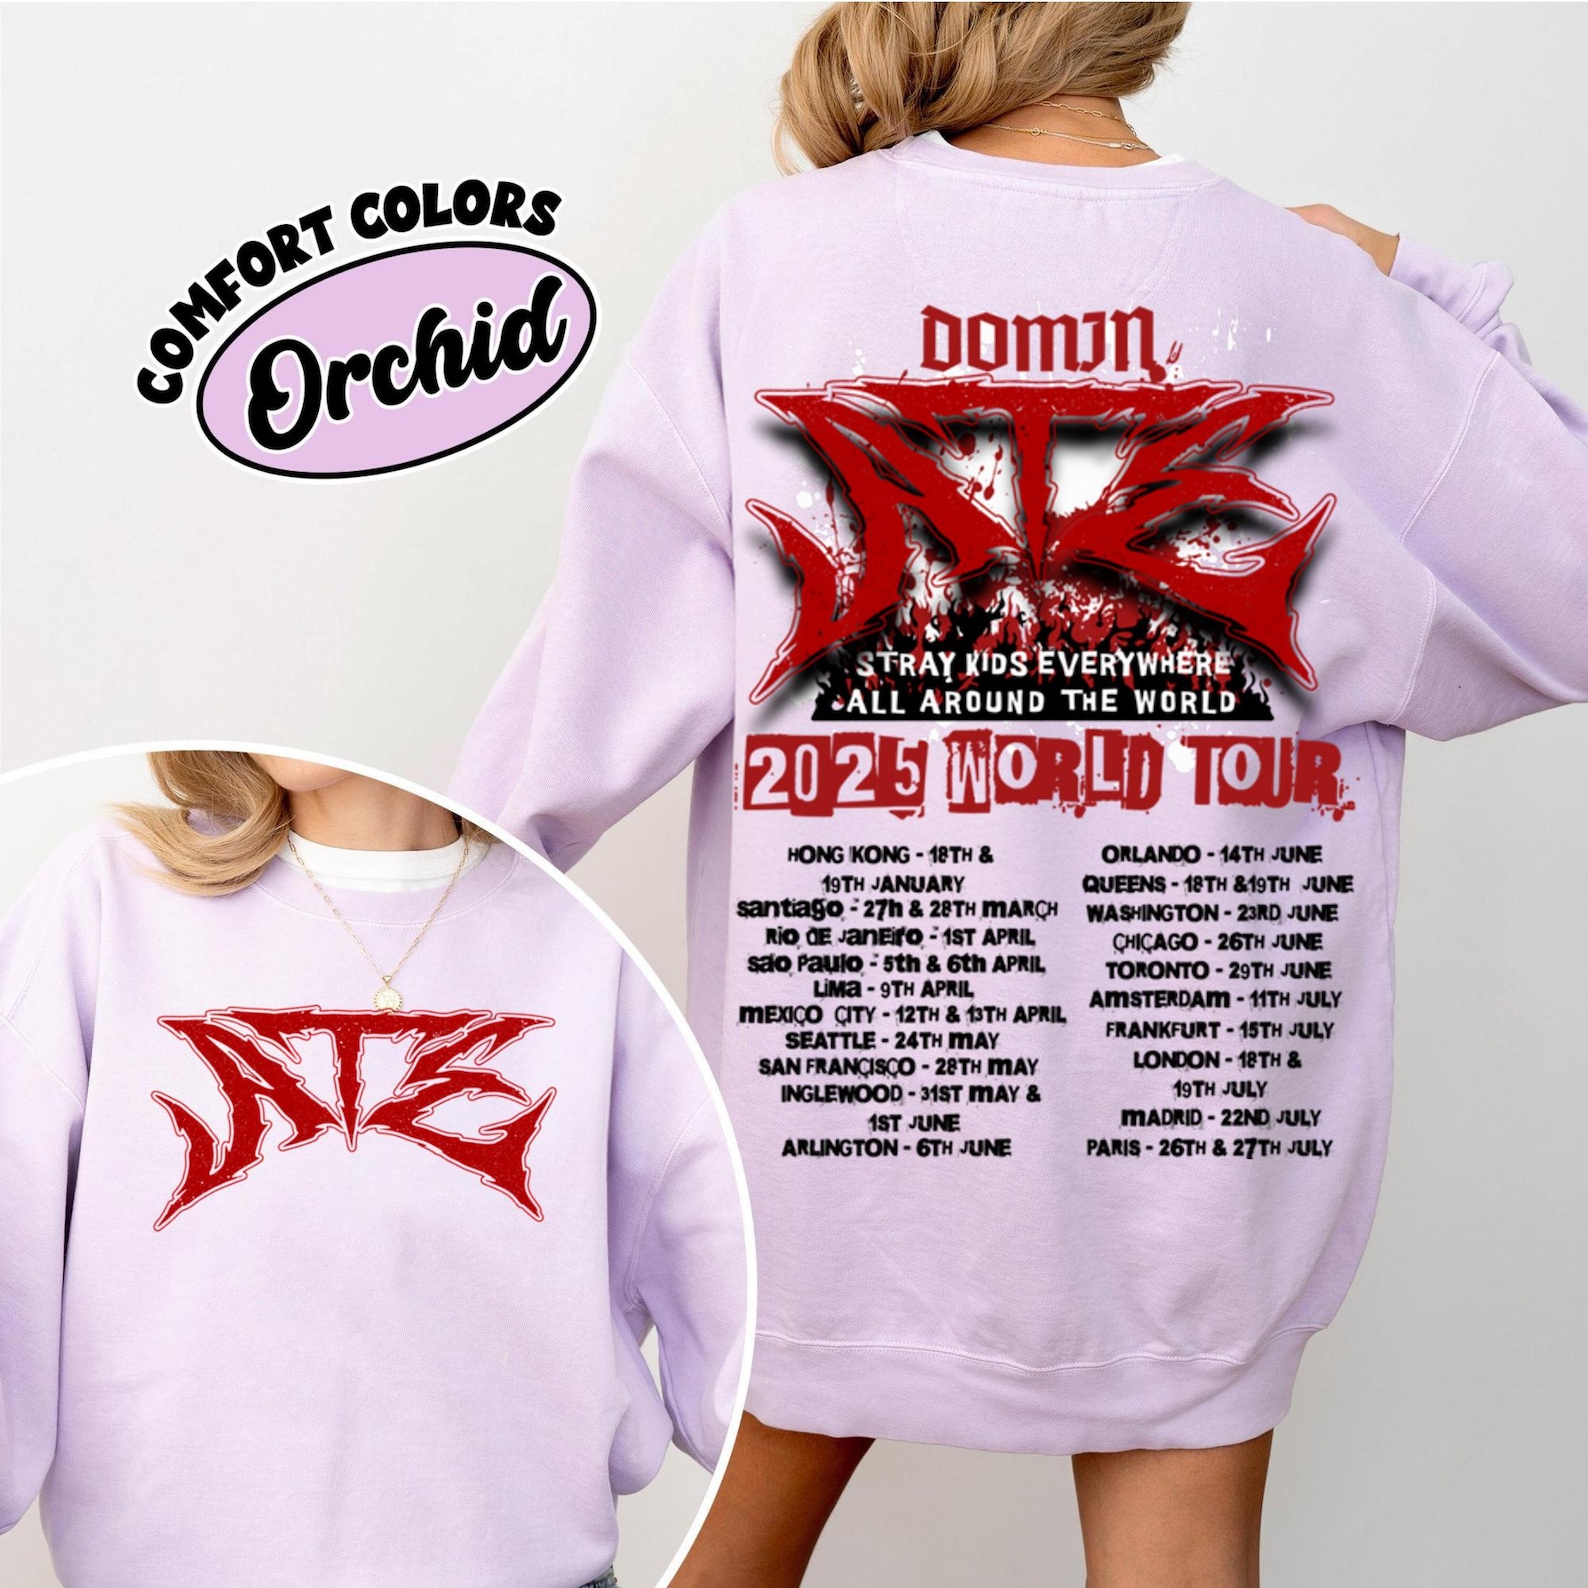 COMFORT COLORS
Orchid
DOMIN
ATE
STRAY KIDS EVERYWHERE
ALL AROUND THE WORLD
2025 WORLD TOUR
HONG KONG - 18TH &
19TH JANUARY
santiago - 27h & 28TH mARCH
Rio DE JanEiro - 1ST APRIL
sao Paulo - 5th & 6th APRIL
Lima - 9TH APRIL
mEXICO CITY - 12TH & 13TH APRIL
SEATTLE - 24TH mAY
SAN FRANCISCO - 28TH mAY
INGLEWOOD - 31ST mAY &
1ST JUNE
ARLINGTON - 6TH JUNE
ORLANDO - 14TH JUNE
QUEENS - 18TH &19TH JUNE
WASHINGTON - 23RD JUNE
CHICAGO - 26TH JUNE
TORONTO - 29TH JUNE
AmSTERDAm - 11TH JULY
FRANKFURT - 15TH JULY
LONDON - 18TH &
19TH JULY
mADRID - 22ND JULY
PARIS - 26TH & 27TH JULY
ATE